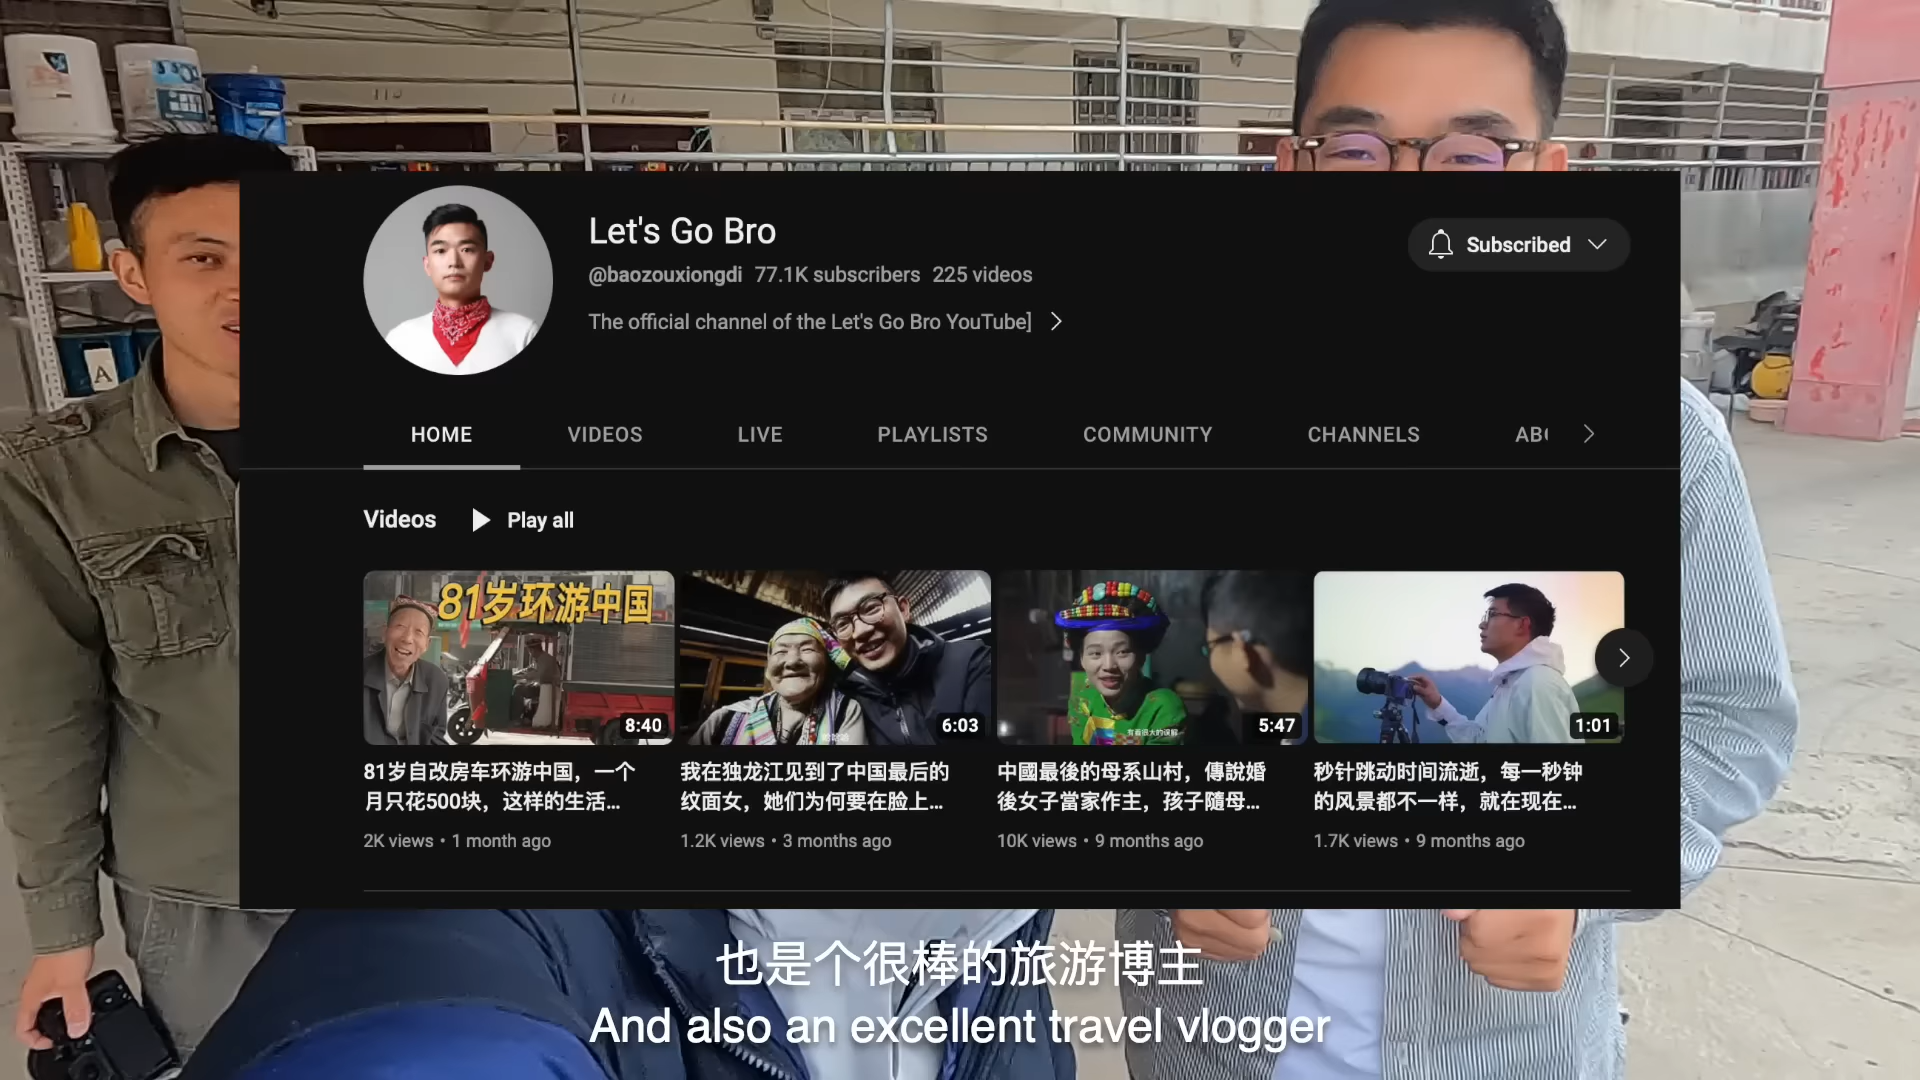 Let's Go Bro
Subscribed
@baozouxiongdi 77.1K subscribers 225 videos
The official channel of the Let's Go Bro YouTube]
A
HOME
VIDEOS
LIVE
PLAYLISTS
COMMUNITY
CHANNELS
Videos
Play all
81岁环游中国
8:40
6:03
5:47
1:01
81岁自改房车环游中国，一个
月只花500块，这样的生活...
2K views • 1 month ago
我在独龙江见到了中国最后的
纹面女，她们为何要在脸上...
1.2K views • 3 months ago
中國最後的母系山村，傳說婚
後女子當家作主，孩子隨母...
10K views • 9 months ago
秒针跳动时间流逝，每一秒钟
的风景都不一样，就在现在...
1.7K views • 9 months ago
也是个很棒的旅游博主
And also an excellent travel vlogger